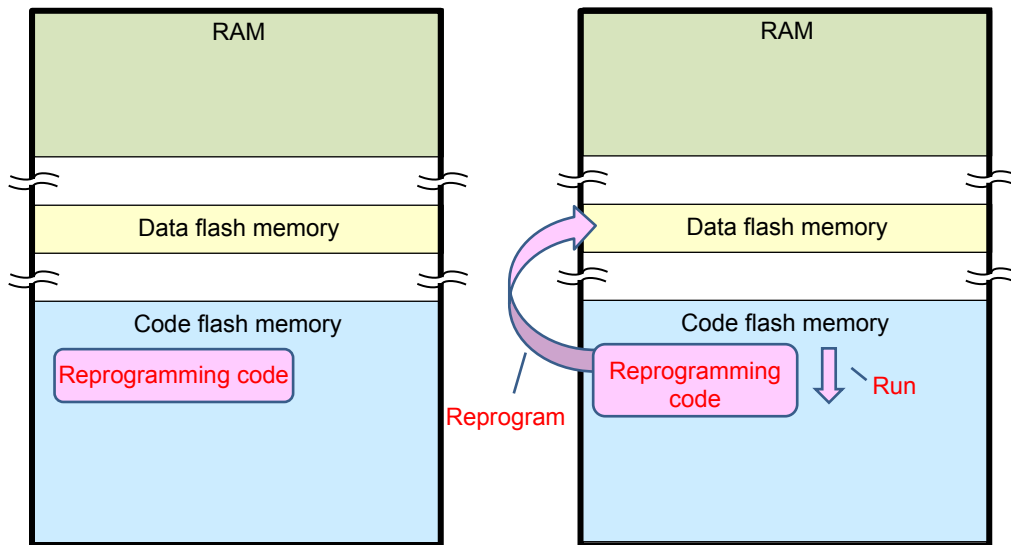 RAM
Data flash memory
Code flash memory
Reprogramming code
RAM
Data flash memory
Code flash memory
Reprogramming
code
Run
Reprogram